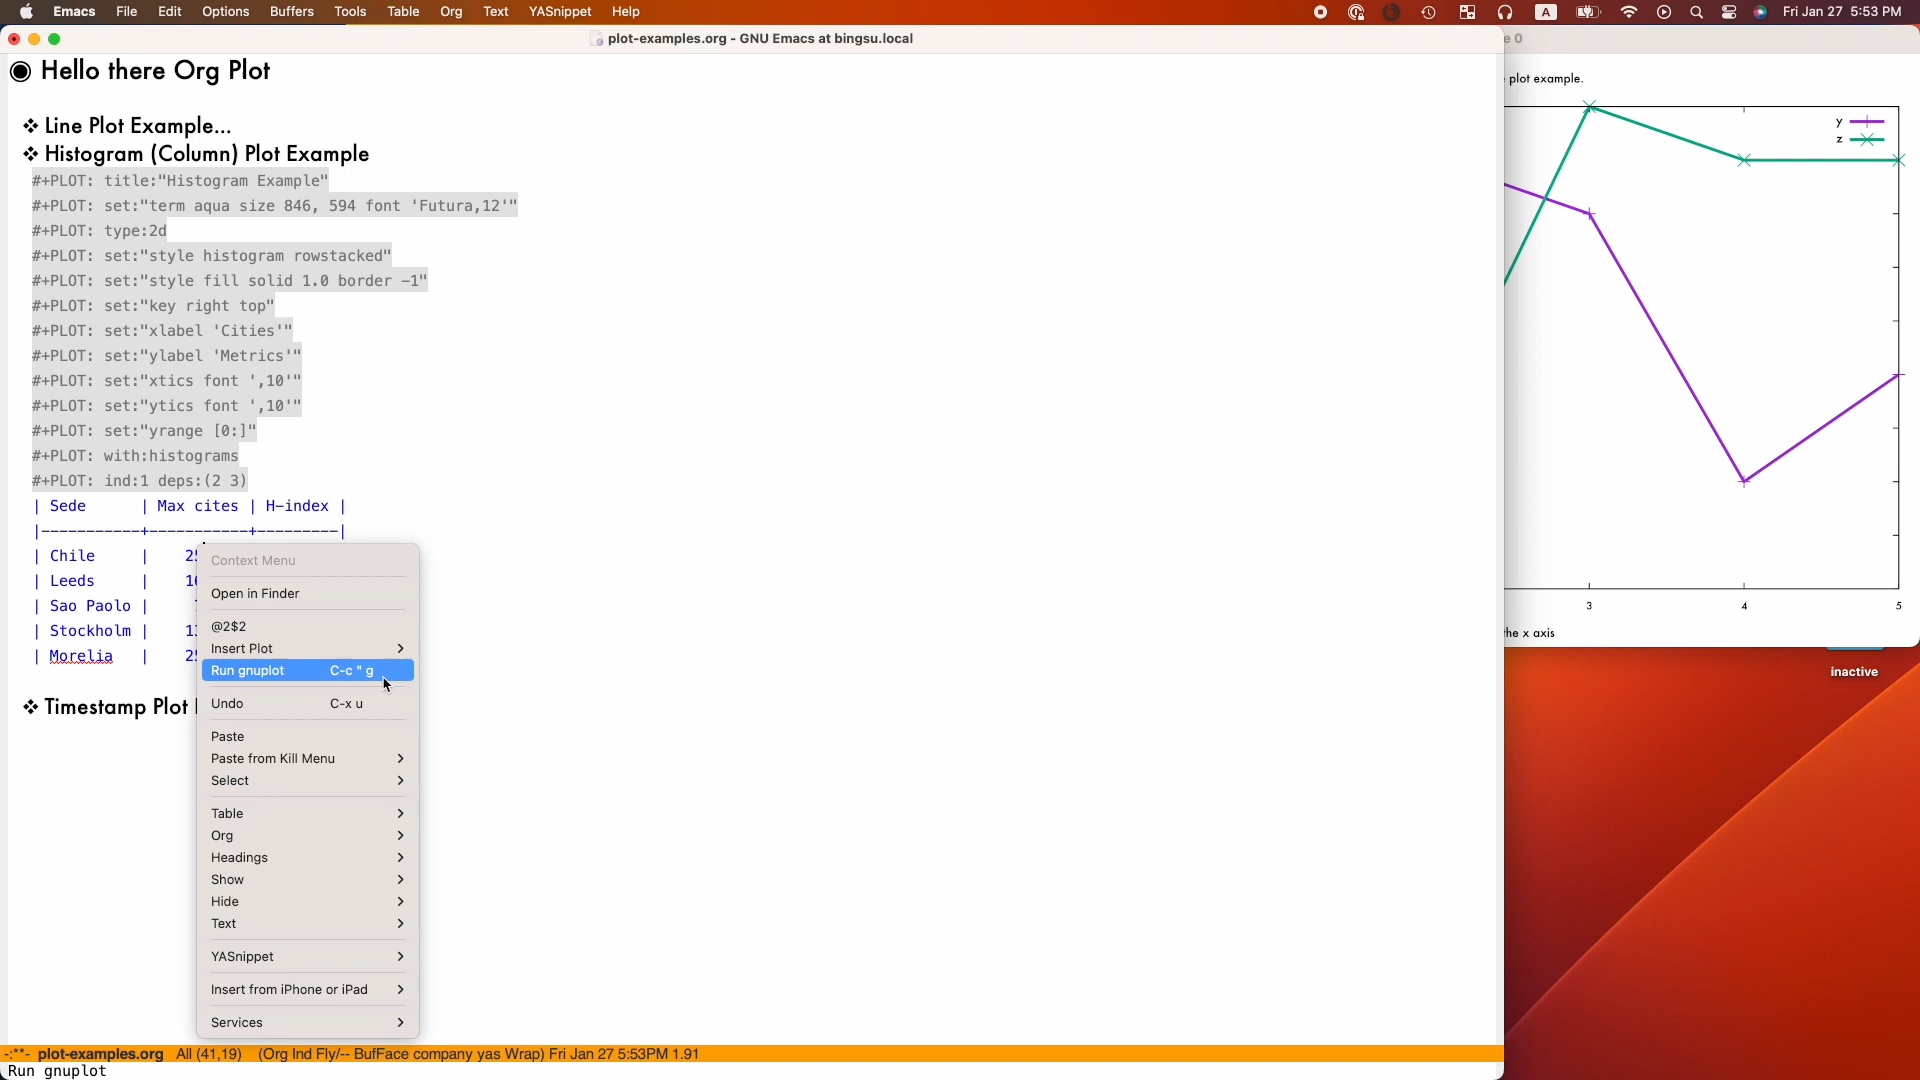 Emacs File Edit Options Buffers Tools Table Org Text YASnippet Help
A
Fri Jan 27 5:53 PM
plot-examples.org - GNU Emacs at bingsu.local
e 0
Hello there Org Plot
Line Plot Example...
Histogram (Column) Plot Example
#+PLOT: title:"Histogram Example"
#+PLOT: set:"term aqua size 846, 594 font 'Futura,12'"
#+PLOT: type:2d
#+PLOT: set:"style histogram rowstacked"
#+PLOT: set:"style fill solid 1.0 border -1"
#+PLOT: set:"key right top"
#+PLOT: set:"xlabel 'Cities'"
#+PLOT: set:"ylabel 'Metrics'"
#+PLOT: set:"xtics font ',10'"
#+PLOT: set:"ytics font ',10'"
#+PLOT: set:"yrange [0:]"
#+PLOT: with:histograms
#+PLOT: ind:1 deps:(2 3)
| Sede | Max cites | H-index |
|-----------+-----------+---------|
| Chile | 25
| Leeds | 16
| Sao Paolo |
| Stockholm | 13
| Morelia | 25
Timestamp Plot
Context Menu
Open in Finder
@2$2
Insert Plot
Run gnuplot C-c " g
Undo C-x u
Paste
Paste from Kill Menu
Select
Table
Org
Headings
Show
Hide
Text
YASnippet
Insert from iPhone or iPad
Services
plot example.
y
z
3 4 5
he x axis
inactive
-:**- plot-examples.org All (41,19) (Org Ind Fly/-- BufFace company yas Wrap) Fri Jan 27 5:53PM 1.91
Run gnuplot